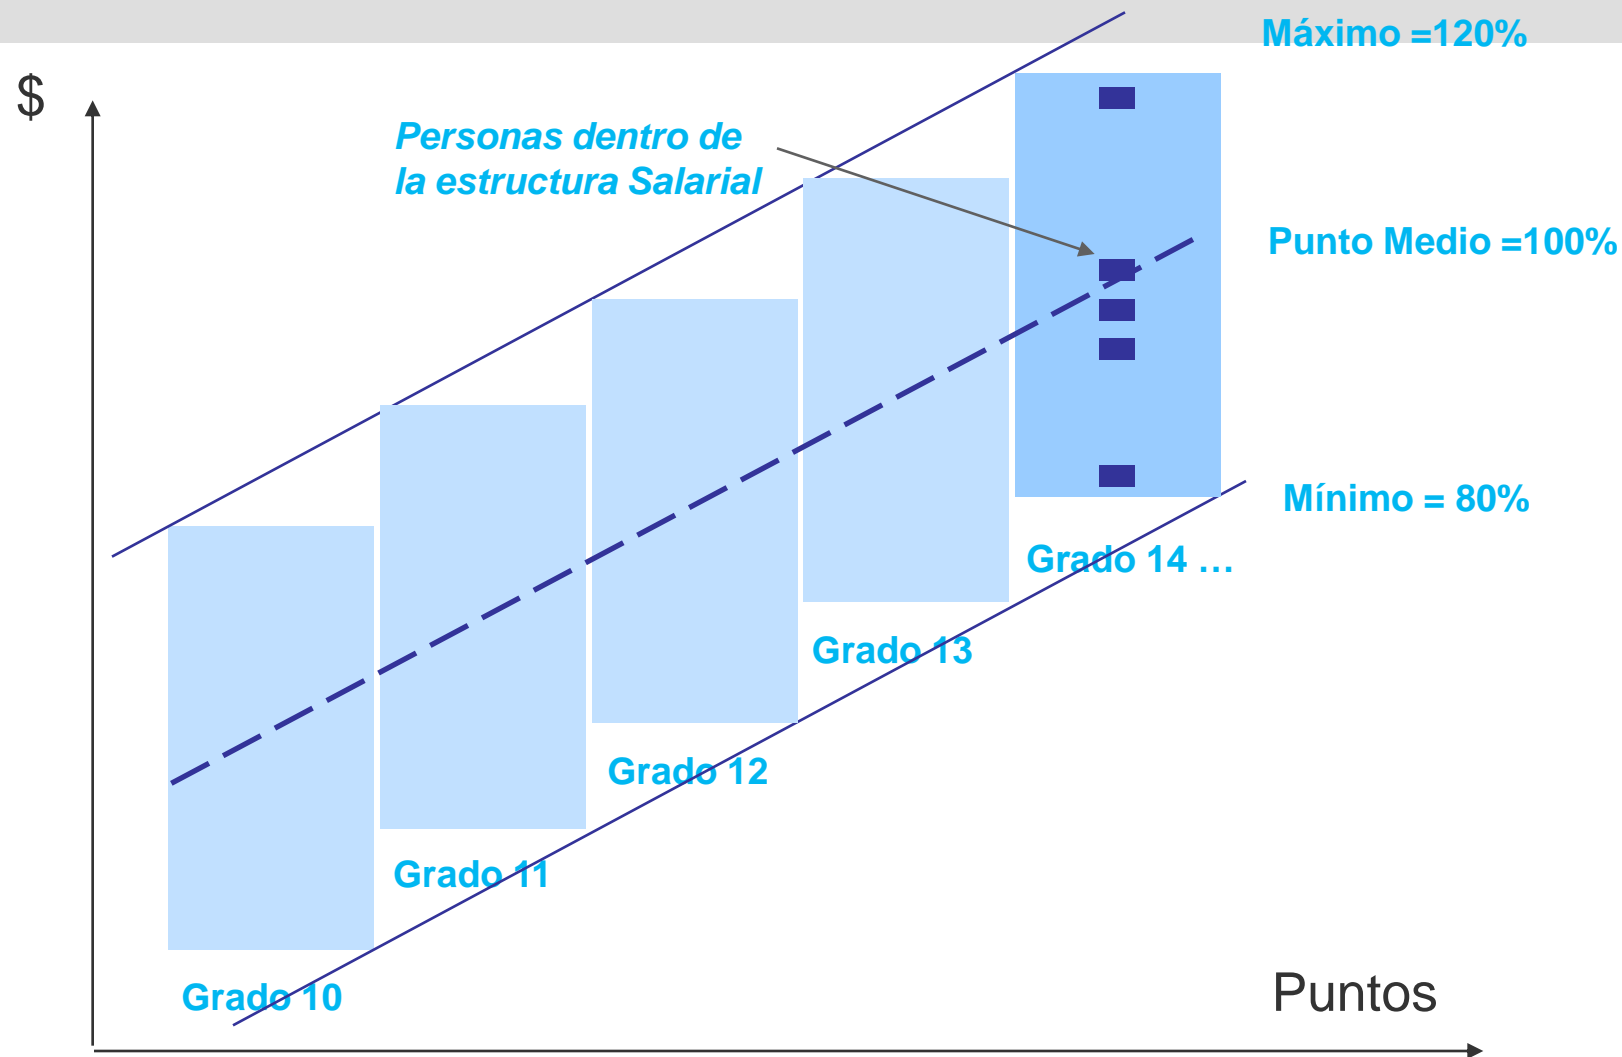 Máximo =120%
$
Personas dentro de
la estructura Salarial
Punto Medio =100%
Mínimo = 80%
Grado 14 …
Grado 13
Grado 12
Grado 11
Grado 10
Puntos